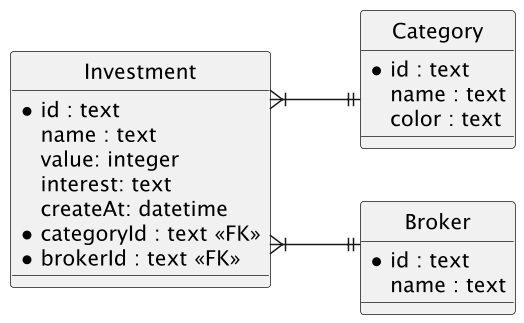 Investment
* id : text
name : text
value: integer
interest: text
createAt: datetime
* categoryId : text «FK»
* brokerId : text «FK»
Category
* id : text
name : text
color : text
Broker
* id : text
name : text